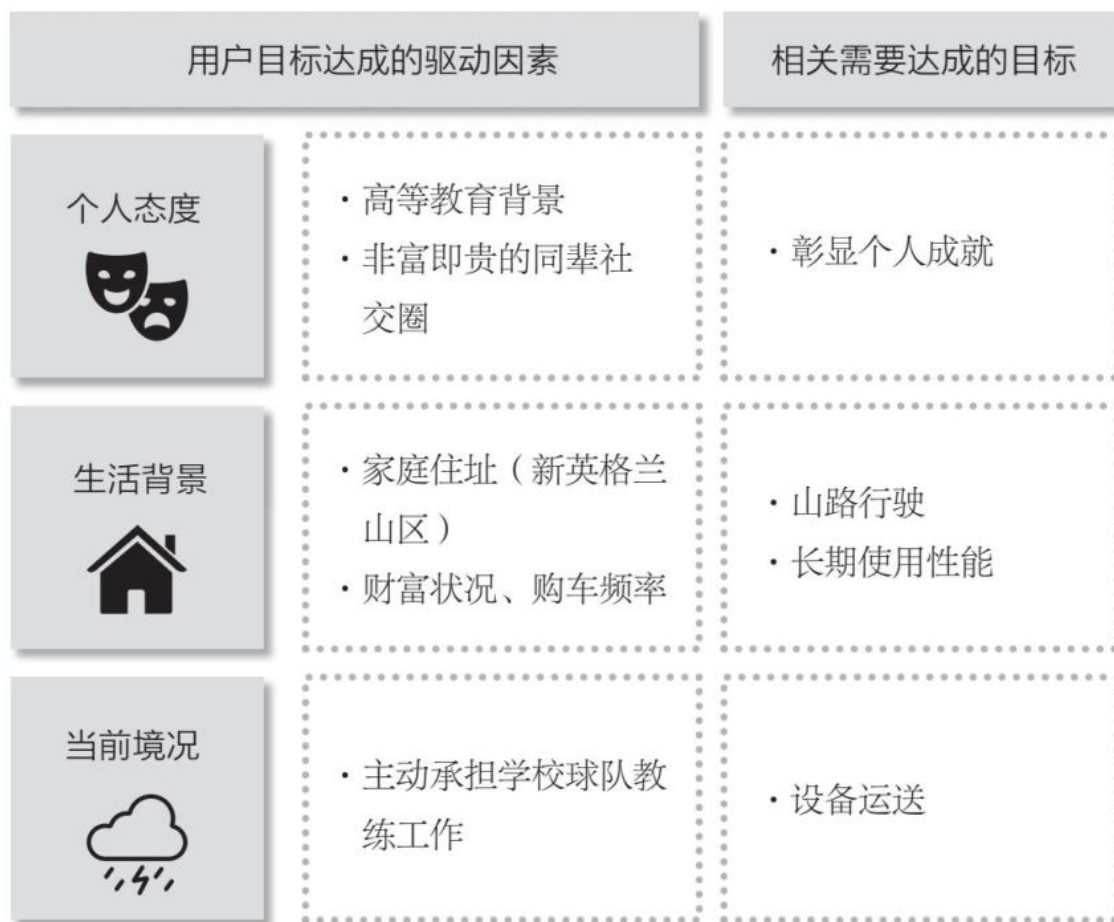 用户目标达成的驱动因素
相关需要达成的目标
个人态度
·高等教育背景
·非富即贵的同辈社
交圈
·彰显个人成就
生活背景
·家庭住址（新英格兰
山区）
·财富状况、购车频率
·山路行驶
·长期使用性能
当前境况
·主动承担学校球队教
练工作
·设备运送